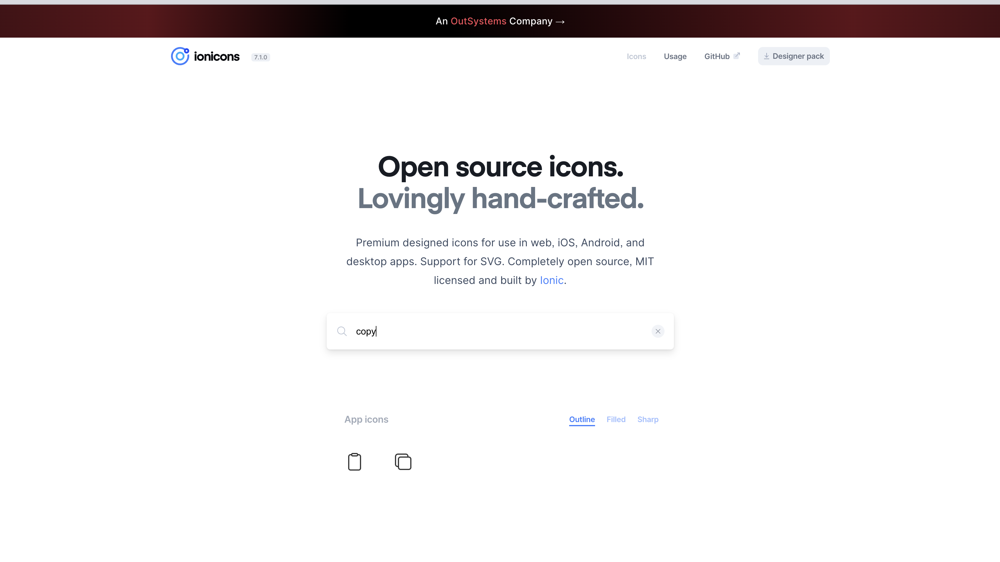 An OutSystems Company →
ionicons 7.1.0 Icons Usage GitHub Designer pack
Open source icons.
Lovingly hand-crafted.
Premium designed icons for use in web, iOS, Android, and
desktop apps. Support for SVG. Completely open source, MIT
licensed and built by Ionic.
copy
App icons Outline Filled Sharp